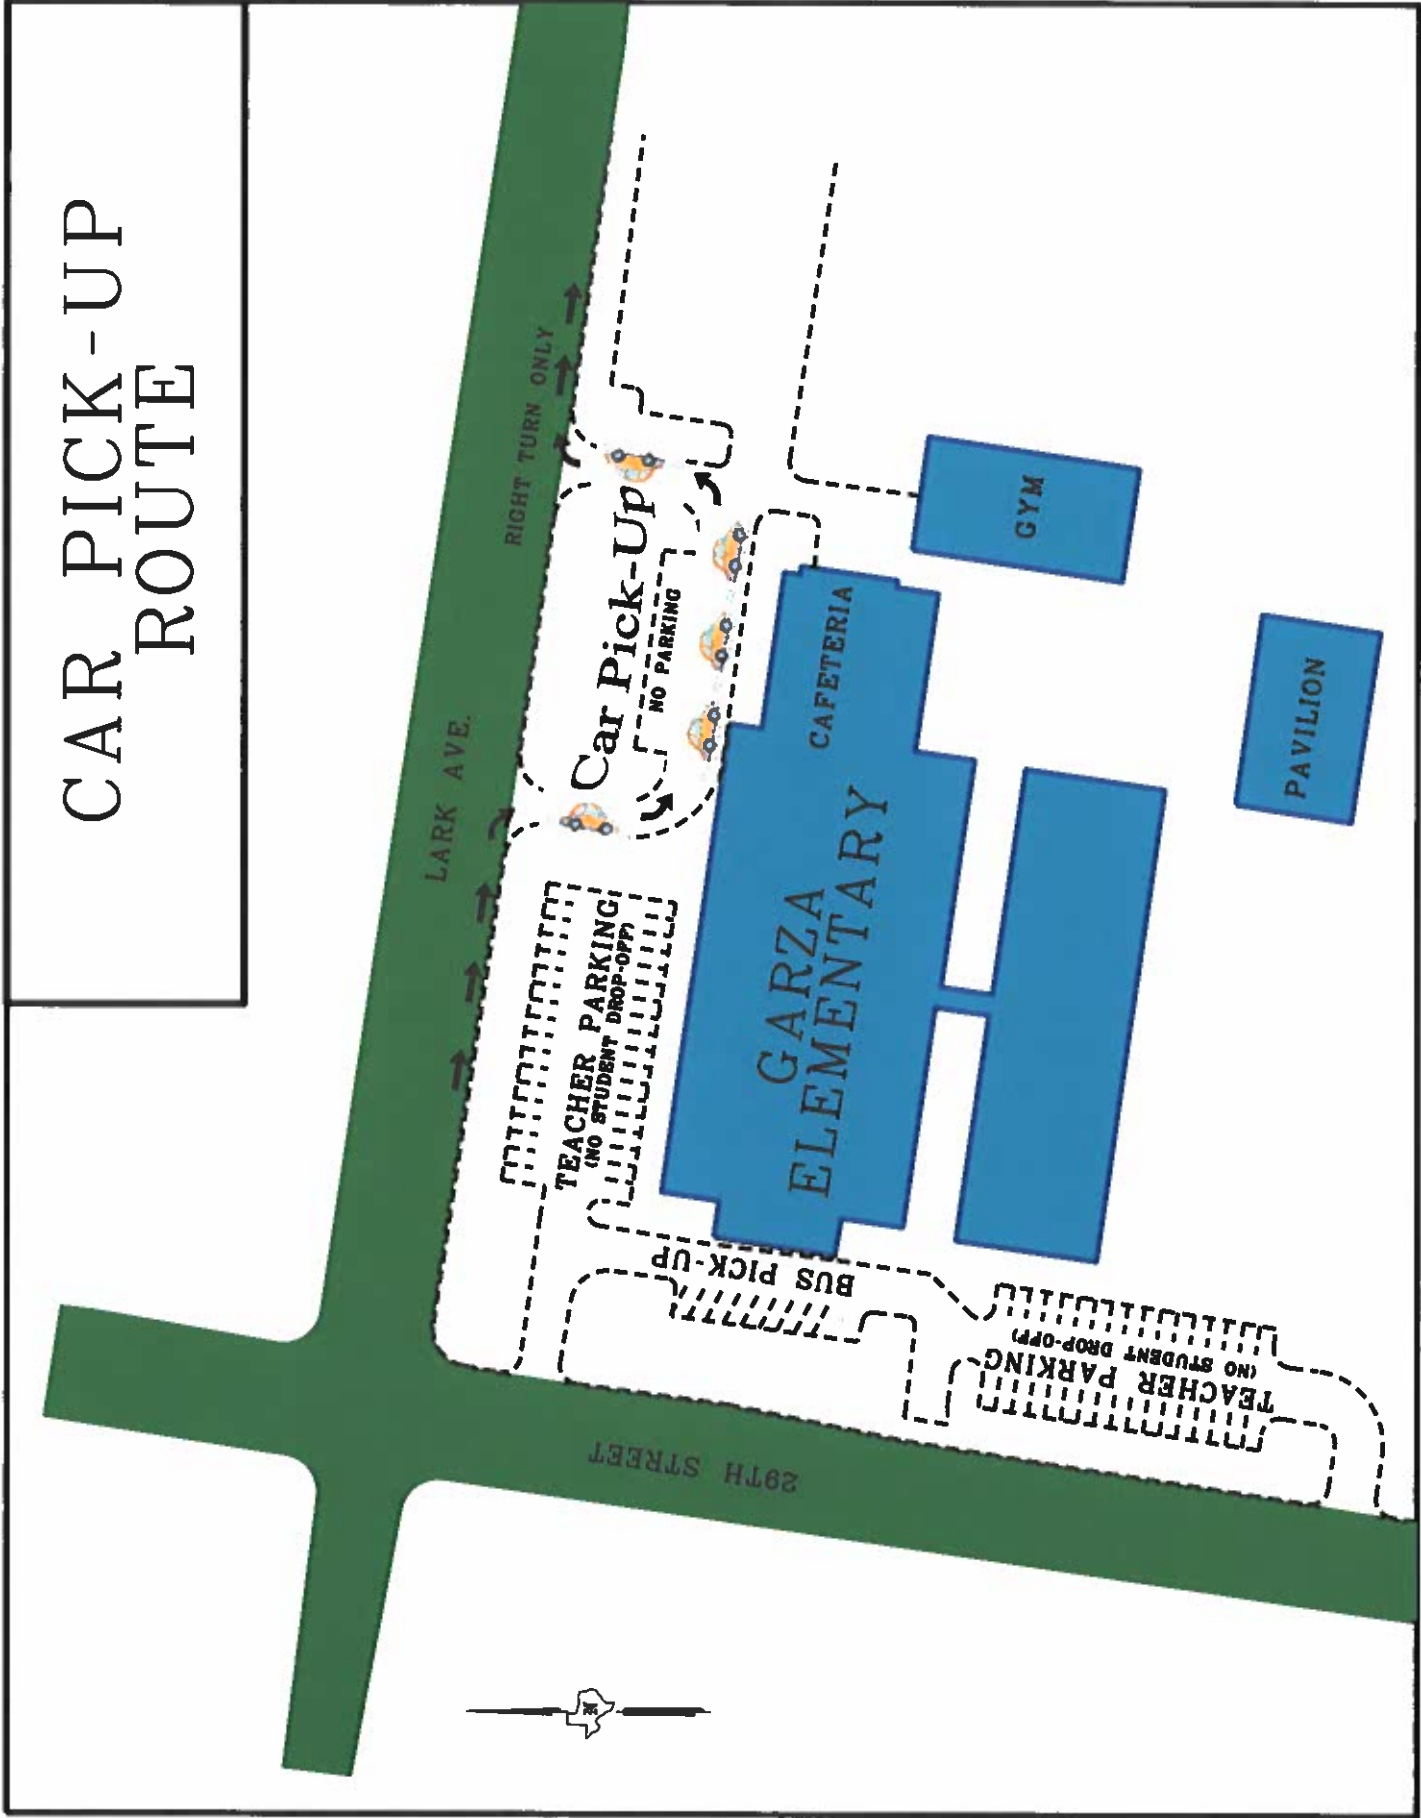 CAR PICK-UP
ROUTE
LARK AVE.
RIGHT TURN ONLY
Car Pick-Up
NO PARKING
TEACHER PARKING
(NO STUDENT DROP-OFF)
CAFETERIA
GYM
GARZA
ELEMENTARY
PAVILION
BUS PICK-UP
TEACHER PARKING
(NO STUDENT DROP-OFF)
29TH STREET